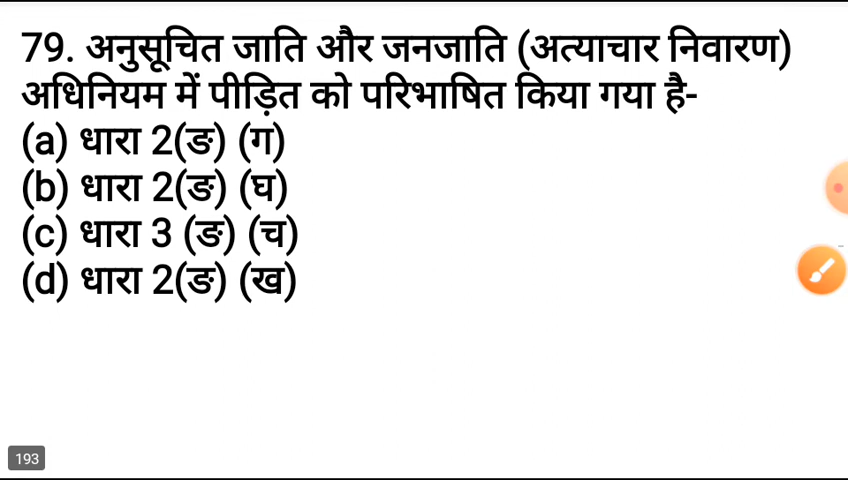 79. अनुसूचित जाति और जनजाति (अत्याचार निवारण)
अधिनियम में पीड़ित को परिभाषित किया गया है-
(a) धारा 2(ङ) (ग)
(b) धारा 2(ङ) (घ)
(c) धारा 3 (ङ) (च)
(d) धारा 2(ङ) (ख)
193